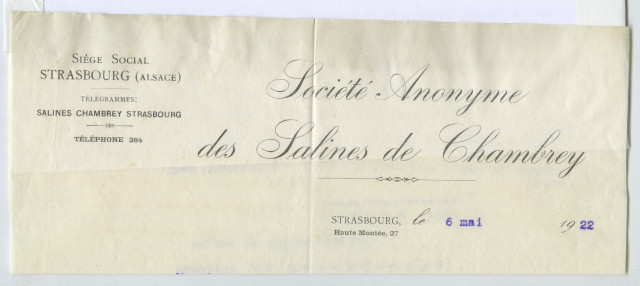 Siége Social
STRASBOURG (ALSACE)
TÉLÉGRAMMES:
SALINES CHAMBREY STRASBOURG
TÉLÉPHONE 284
Société Anonyme
des Salines de Chambrey
STRASBOURG, le 6 mai 1922
Haute Montée, 27